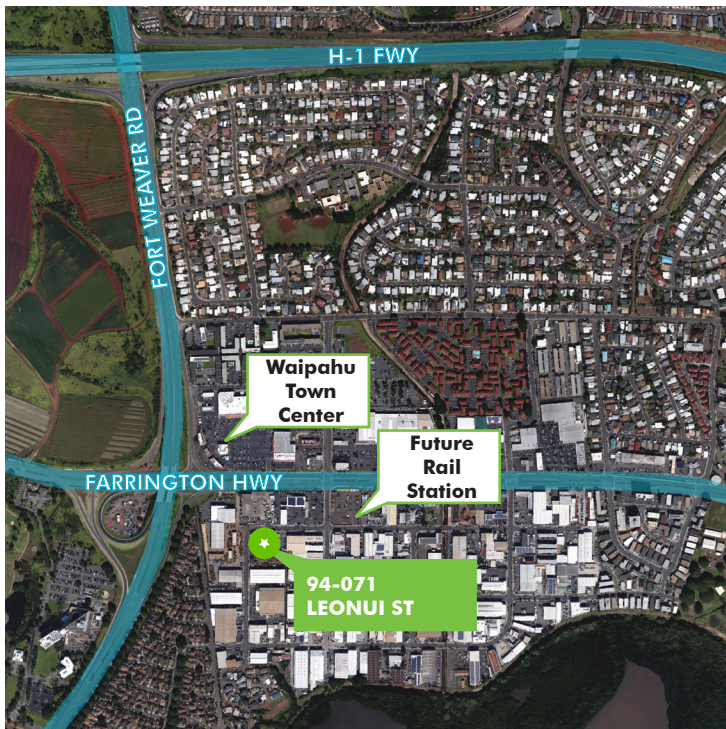 H-1 FWY
FORT WEAVER RD
Waipahu
Town
Center
Future
Rail
Station
FARRINGTON HWY
94-071
LEONUI ST